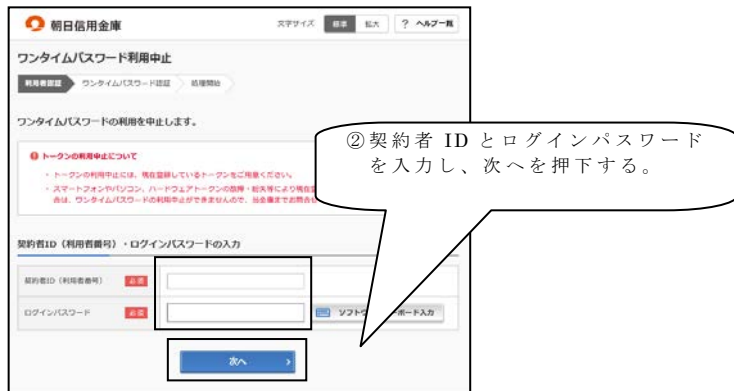 朝日信用金庫
文字サイズ 標準 拡大 ? ヘルプ一覧
ワンタイムパスワード利用中止
利用者認証 ワンタイムパスワード認証 処理開始
ワンタイムパスワードの利用を中止します。
②契約者 ID とログインパスワード
を入力し、次へを押下する。
トークンの利用中止について
・ トークンの利用中止には、現在登録しているトークンをご用意ください。
・ スマートフォンやパソコン、ハードウェアトークンの故障・紛失等により現在登
合は、ワンタイムパスワードの利用中止ができませんので、当金庫までお問合せ
契約者ID（利用者番号）・ログインパスワードの入力
契約者ID（利用者番号） 必須
ログインパスワード 必須 ソフトウ ーボード入力
次へ